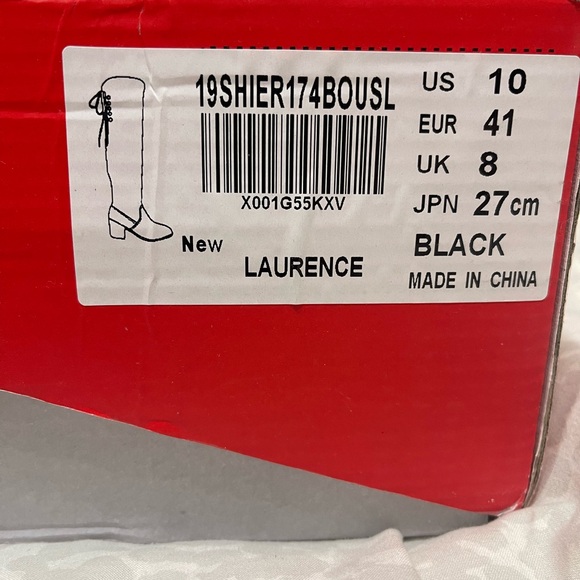 19SHIER174BOUSL
X001G55KXV
New
LAURENCE
US 10
EUR 41
UK 8
JPN 27cm
BLACK
MADE IN CHINA